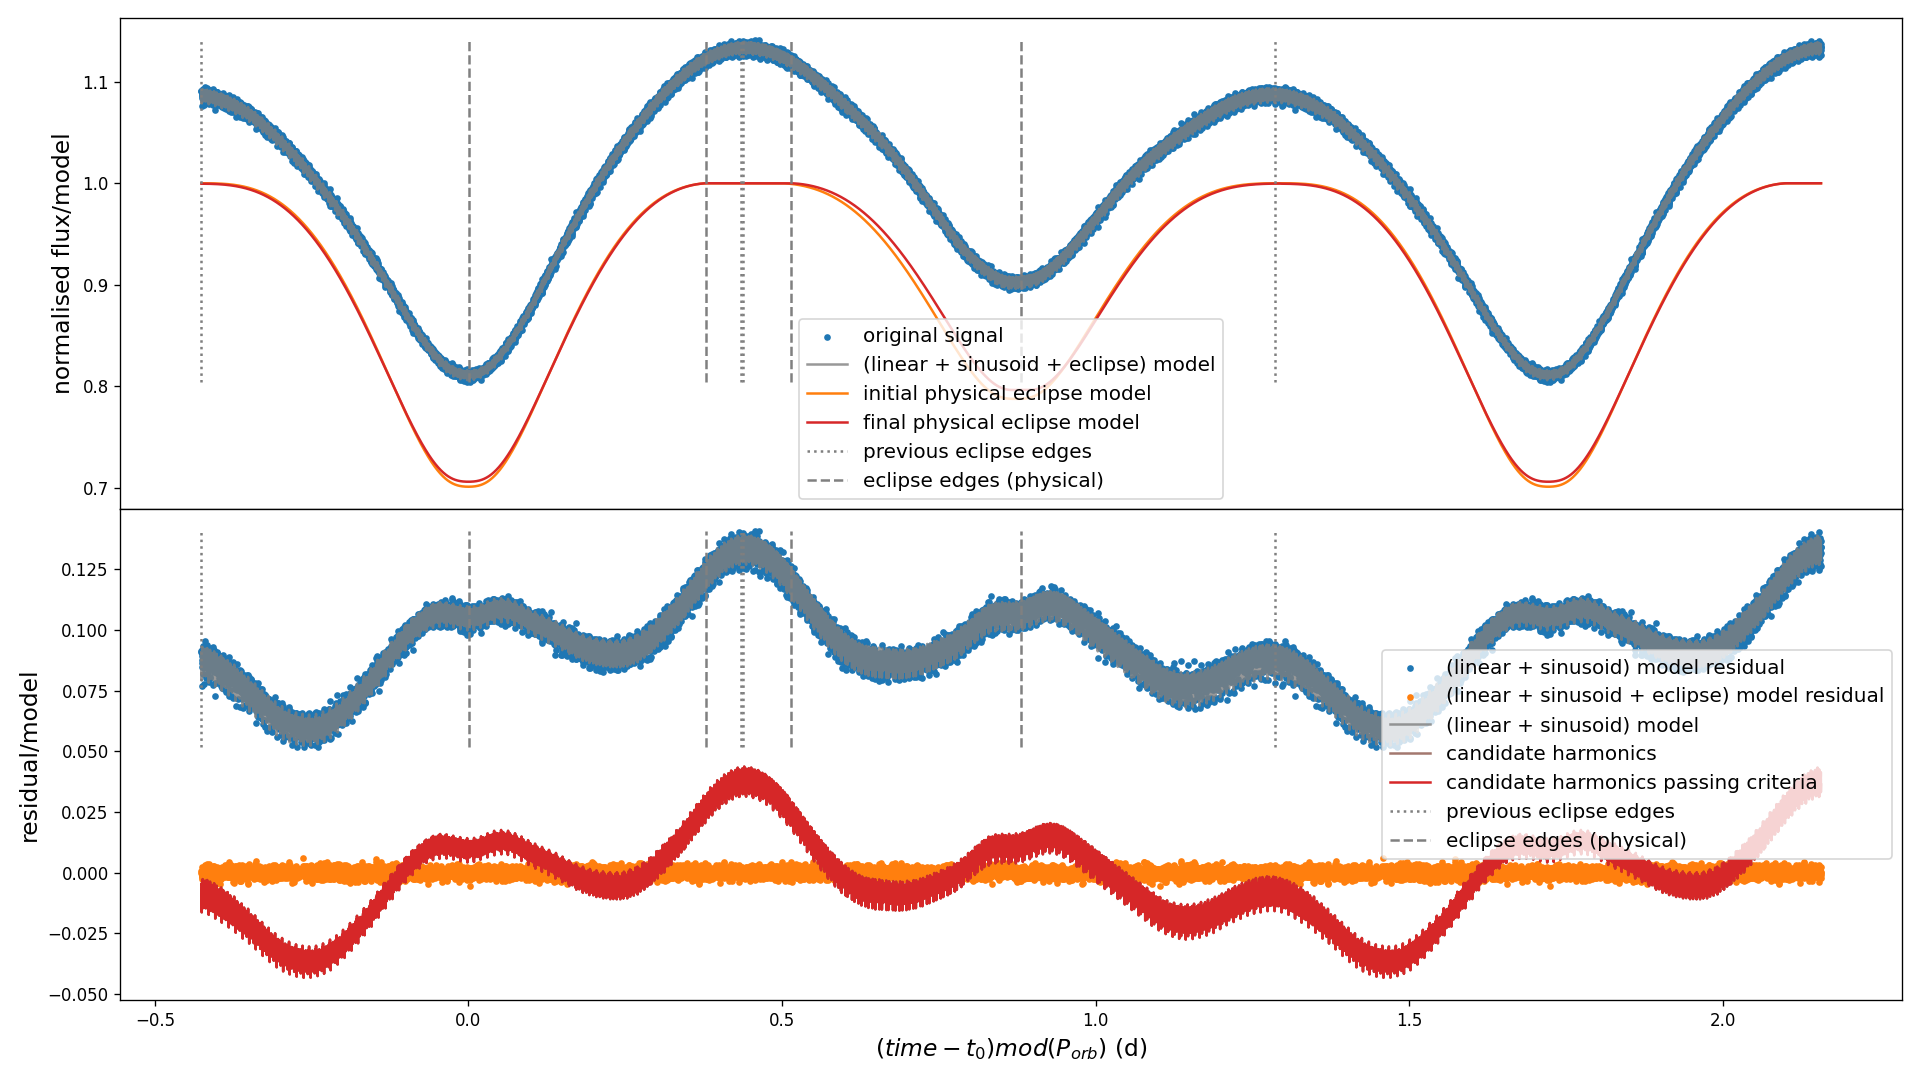 normalised flux/model
1.1
1.0
0.9
0.8
0.7
original signal
(linear + sinusoid + eclipse) model
initial physical eclipse model
final physical eclipse model
previous eclipse edges
eclipse edges (physical)
residual/model
0.125
0.100
0.075
0.050
0.025
0.000
−0.025
−0.050
(linear + sinusoid) model residual
(linear + sinusoid + eclipse) model residual
(linear + sinusoid) model
candidate harmonics
candidate harmonics passing criteria
previous eclipse edges
eclipse edges (physical)
−0.5
0.0
0.5
1.0
1.5
2.0
(time − t₀)mod(Pₒᵣb) (d)